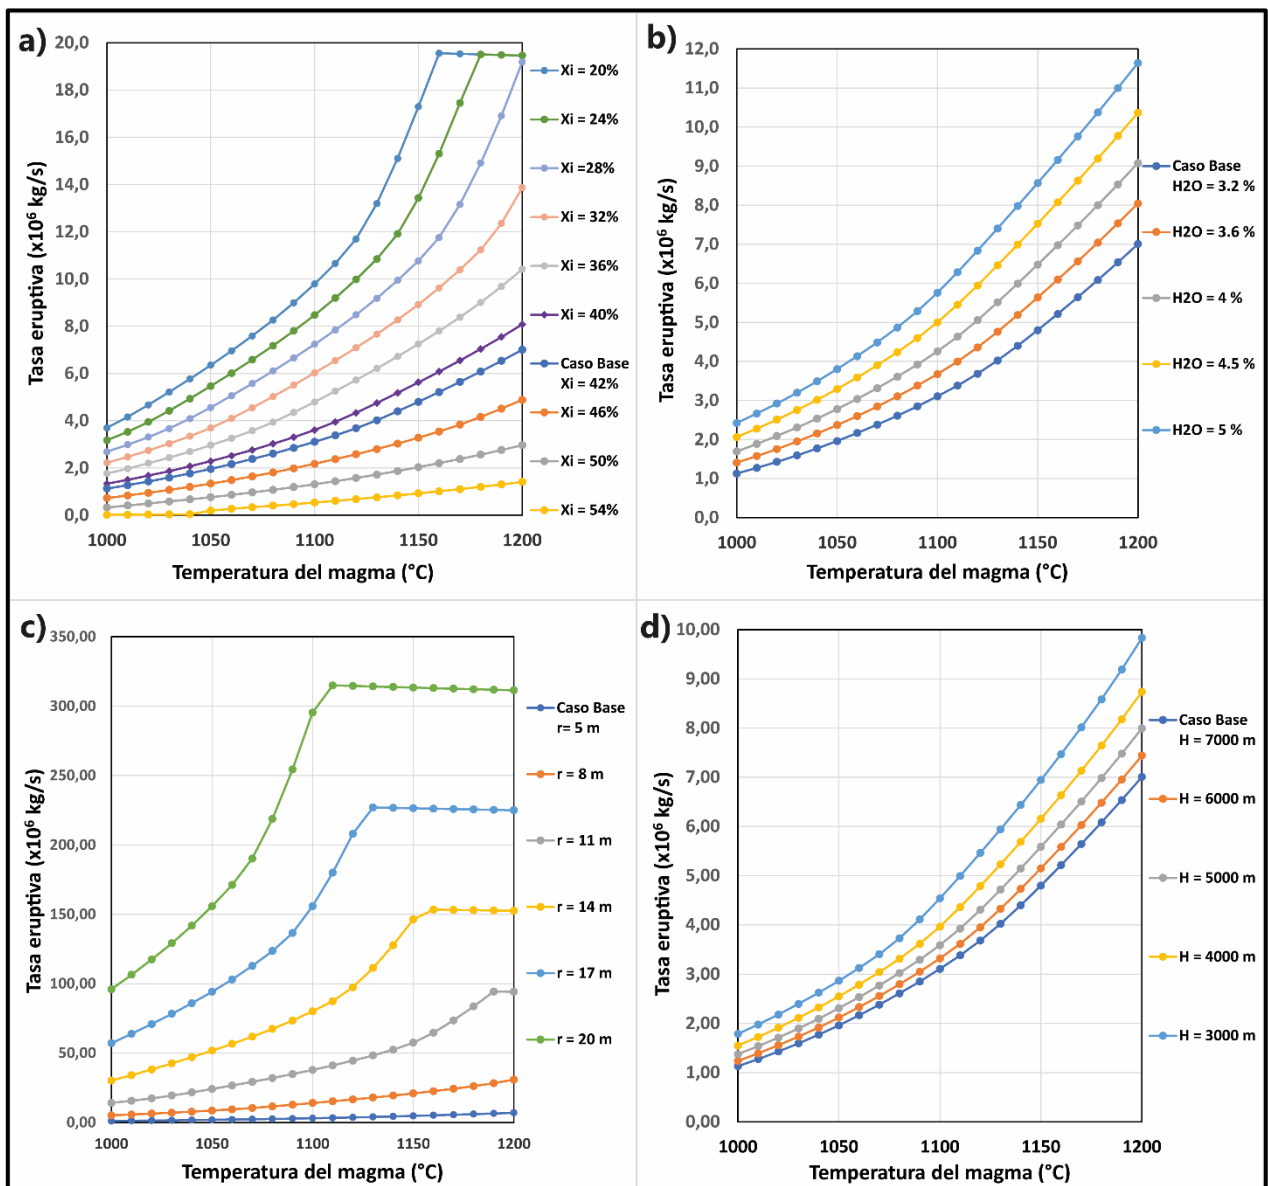 a)
Tasa eruptiva (x10⁶ kg/s)
20,0
18,0
16,0
14,0
12,0
10,0
8,0
6,0
4,0
2,0
0,0
1000 1050 1100 1150 1200
Temperatura del magma (°C)
Xi = 20%
Xi = 24%
Xi =28%
Xi = 32%
Xi = 36%
Xi = 40%
Caso Base
Xi = 42%
Xi = 46%
Xi = 50%
Xi = 54%
b)
Tasa eruptiva (x10⁶ kg/s)
12,0
11,0
10,0
9,0
8,0
7,0
6,0
5,0
4,0
3,0
2,0
1,0
0,0
1000 1050 1100 1150 1200
Temperatura del magma (°C)
Caso Base
H2O = 3.2 %
H2O = 3.6 %
H2O = 4 %
H2O = 4.5 %
H2O = 5 %
c)
Tasa eruptiva (x10⁶ kg/s)
350,00
300,00
250,00
200,00
150,00
100,00
50,00
0,00
1000 1050 1100 1150 1200
Temperatura del magma (°C)
Caso Base
r= 5 m
r = 8 m
r = 11 m
r = 14 m
r = 17 m
r = 20 m
d)
Tasa eruptiva (x10⁶ kg/s)
10,00
9,00
8,00
7,00
6,00
5,00
4,00
3,00
2,00
1,00
0,00
1000 1050 1100 1150 1200
Temperatura del magma (°C)
Caso Base
H = 7000 m
H = 6000 m
H = 5000 m
H = 4000 m
H = 3000 m